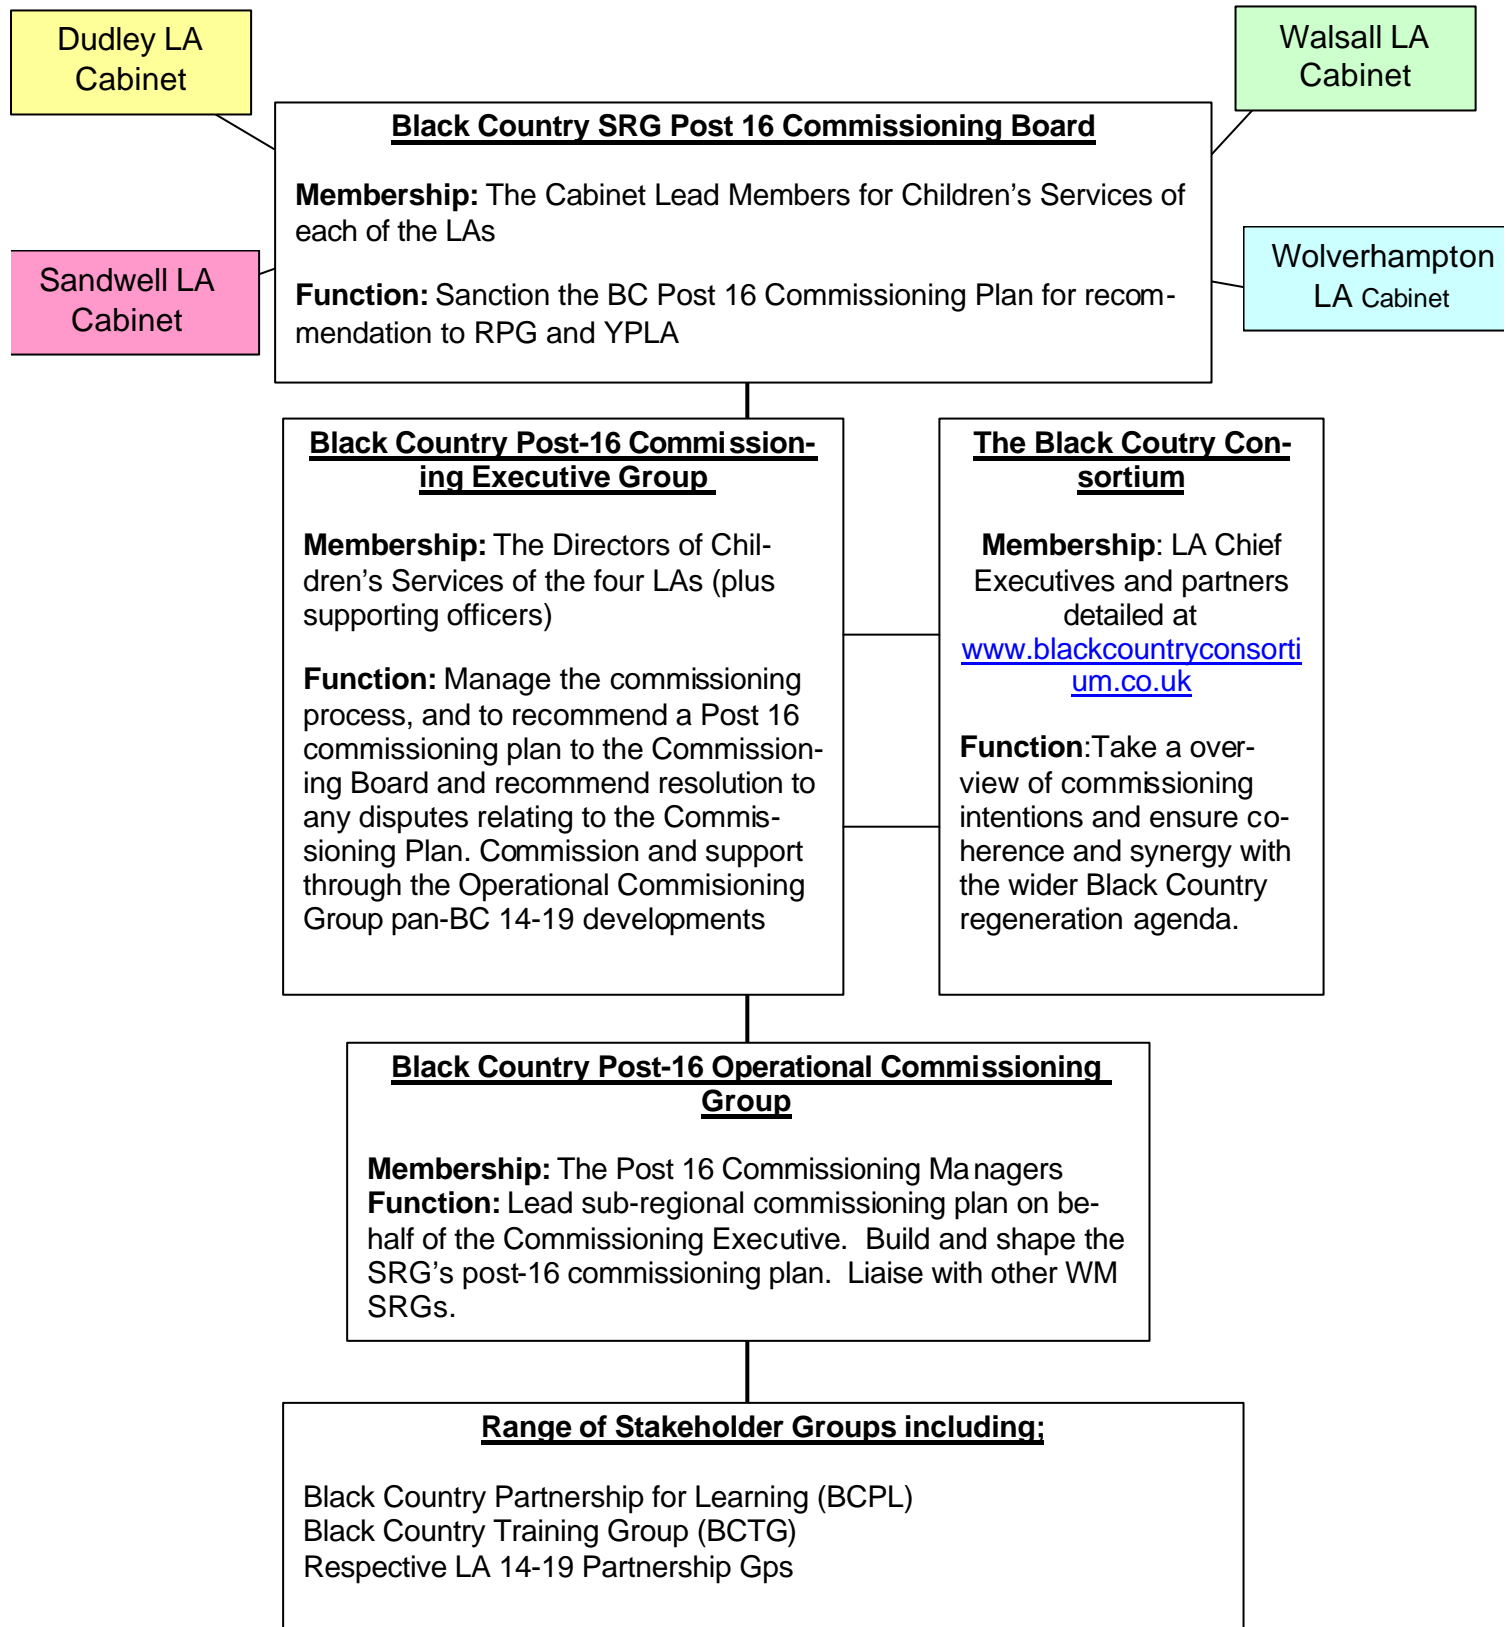 Dudley LA
Cabinet
Walsall LA
Cabinet
Black Country SRG Post 16 Commissioning Board
Membership: The Cabinet Lead Members for Children’s Services of
each of the LAs
Function: Sanction the BC Post 16 Commissioning Plan for recom-
mendation to RPG and YPLA
Sandwell LA
Cabinet
Wolverhampton
LA Cabinet
Black Country Post-16 Commission-
ing Executive Group
Membership: The Directors of Chil-
dren’s Services of the four LAs (plus
supporting officers)
Function: Manage the commissioning
process, and to recommend a Post 16
commissioning plan to the Commission-
ing Board and recommend resolution to
any disputes relating to the Commis-
sioning Plan. Commission and support
through the Operational Commisioning
Group pan-BC 14-19 developments
The Black Coutry Con-
sortium
Membership: LA Chief
Executives and partners
detailed at
www.blackcountryconsorti
um.co.uk
Function:Take a over-
view of commissioning
intentions and ensure co-
herence and synergy with
the wider Black Country
regeneration agenda.
Black Country Post-16 Operational Commissioning
Group
Membership: The Post 16 Commissioning Managers
Function: Lead sub-regional commissioning plan on be-
half of the Commissioning Executive.  Build and shape the
SRG’s post-16 commissioning plan.  Liaise with other WM
SRGs.
Range of Stakeholder Groups including;
Black Country Partnership for Learning (BCPL)
Black Country Training Group (BCTG)
Respective LA 14-19 Partnership Gps